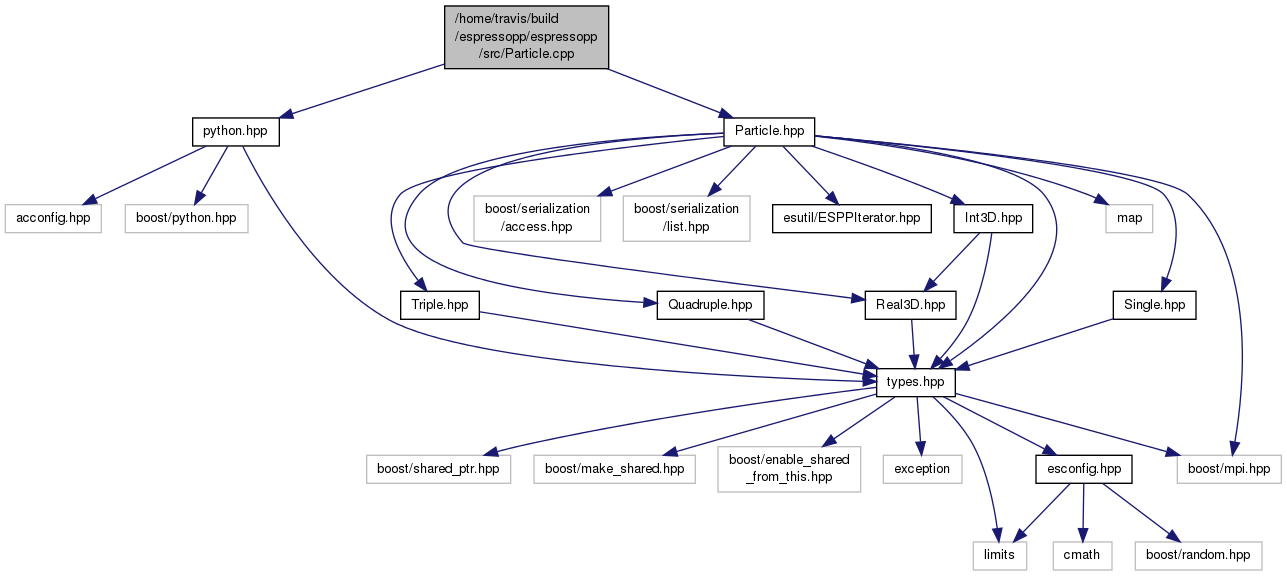 /home/travis/build
/espressopp/espressopp
/src/Particle.cpp
python.hpp
Particle.hpp
acconfig.hpp
boost/python.hpp
boost/serialization
/access.hpp
boost/serialization
/list.hpp
esutil/ESPPIterator.hpp
Int3D.hpp
map
Triple.hpp
Quadruple.hpp
Real3D.hpp
Single.hpp
types.hpp
boost/shared_ptr.hpp
boost/make_shared.hpp
boost/enable_shared
_from_this.hpp
exception
esconfig.hpp
boost/mpi.hpp
limits
cmath
boost/random.hpp